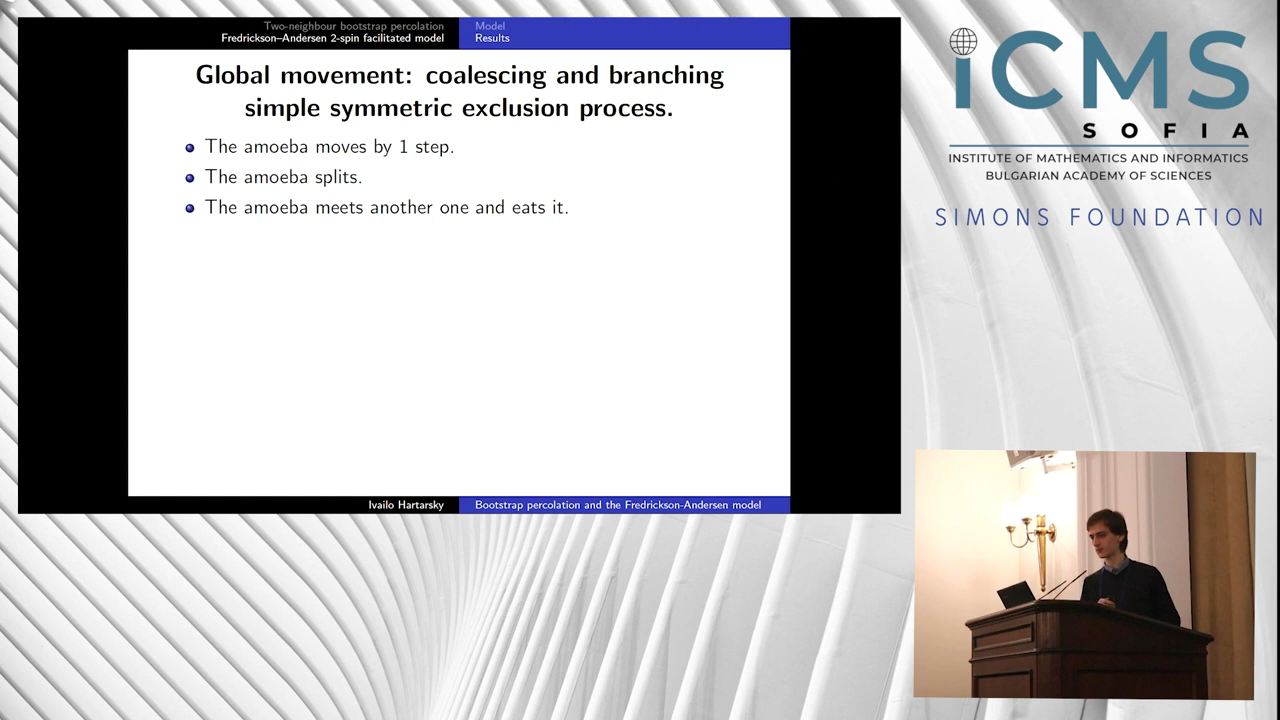 Two-neighbour bootstrap percolation
Fredrickson–Andersen 2-spin facilitated model
Model
Results
Global movement: coalescing and branching
simple symmetric exclusion process.
The amoeba moves by 1 step.
The amoeba splits.
The amoeba meets another one and eats it.
Ivailo Hartarsky
Bootstrap percolation and the Fredrickson-Andersen model
iCMS
SOFIA
INSTITUTE OF MATHEMATICS AND INFORMATICS
BULGARIAN ACADEMY OF SCIENCES
SIMONS FOUNDATION